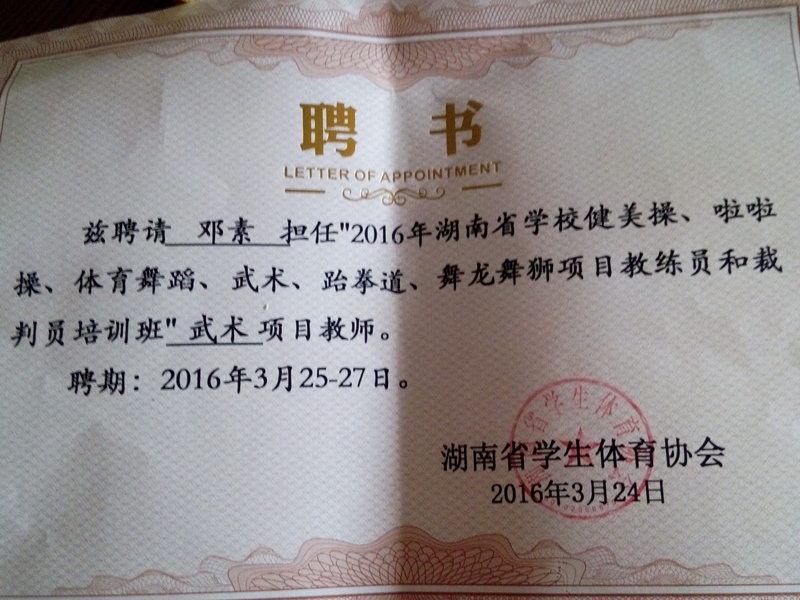 聘 书
LETTER OF APPOINTMENT
兹聘请 邓素 担任"2016年湖南省学校健美操、啦啦
操、体育舞蹈、武术、跆拳道、舞龙舞狮项目教练员和裁
判员培训班" 武术 项目教师。
聘期：2016年3月25-27日。
湖南省学生体育协会
2016年3月24日